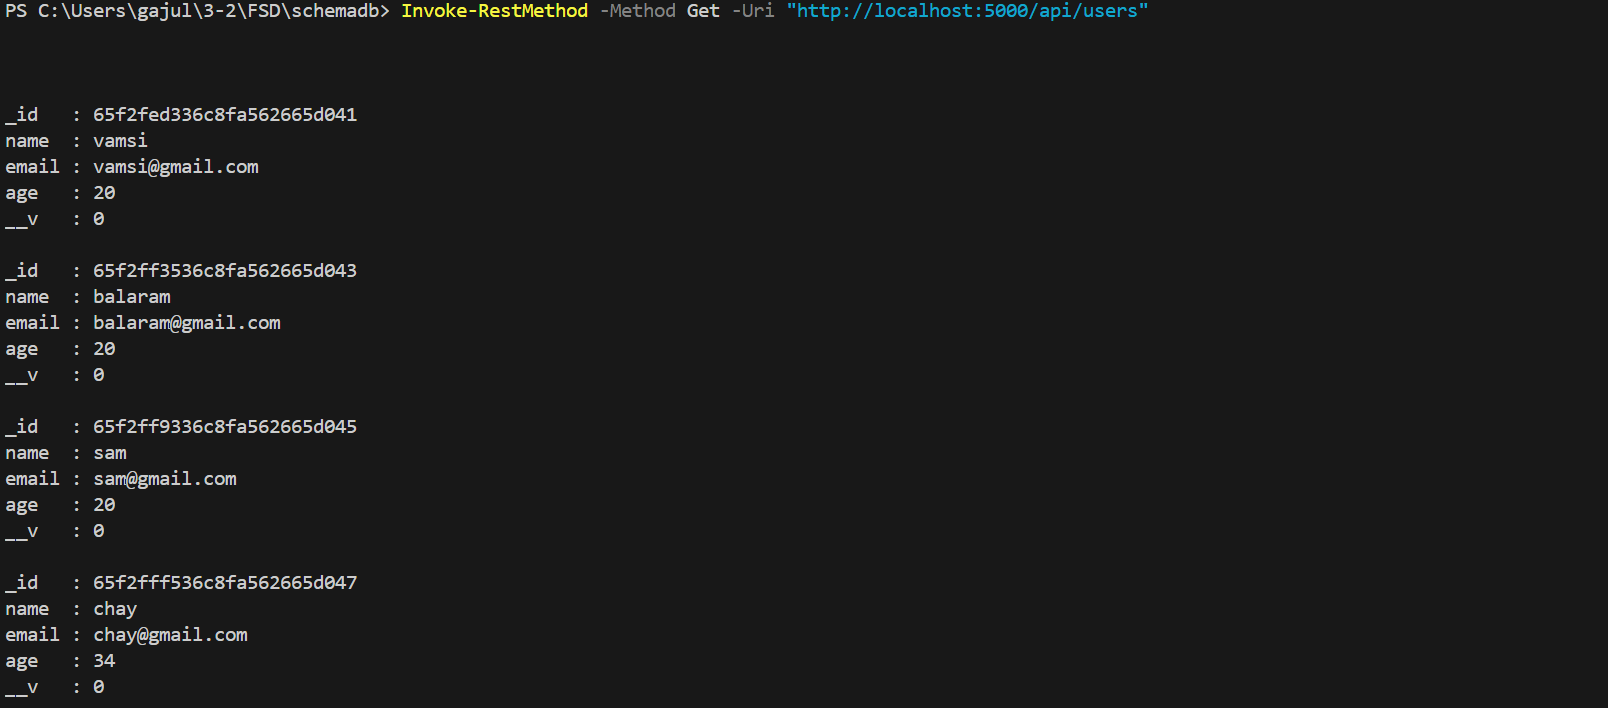 PS C:\Users\gajul\3-2\FSD\schemadb> Invoke-RestMethod -Method Get -Uri "http://localhost:5000/api/users"
_id   : 65f2fed336c8fa562665d041
name  : vamsi
email : vamsi@gmail.com
age   : 20
__v   : 0
_id   : 65f2ff3536c8fa562665d043
name  : balaram
email : balaram@gmail.com
age   : 20
__v   : 0
_id   : 65f2ff9336c8fa562665d045
name  : sam
email : sam@gmail.com
age   : 20
__v   : 0
_id   : 65f2fff536c8fa562665d047
name  : chay
email : chay@gmail.com
age   : 34
__v   : 0